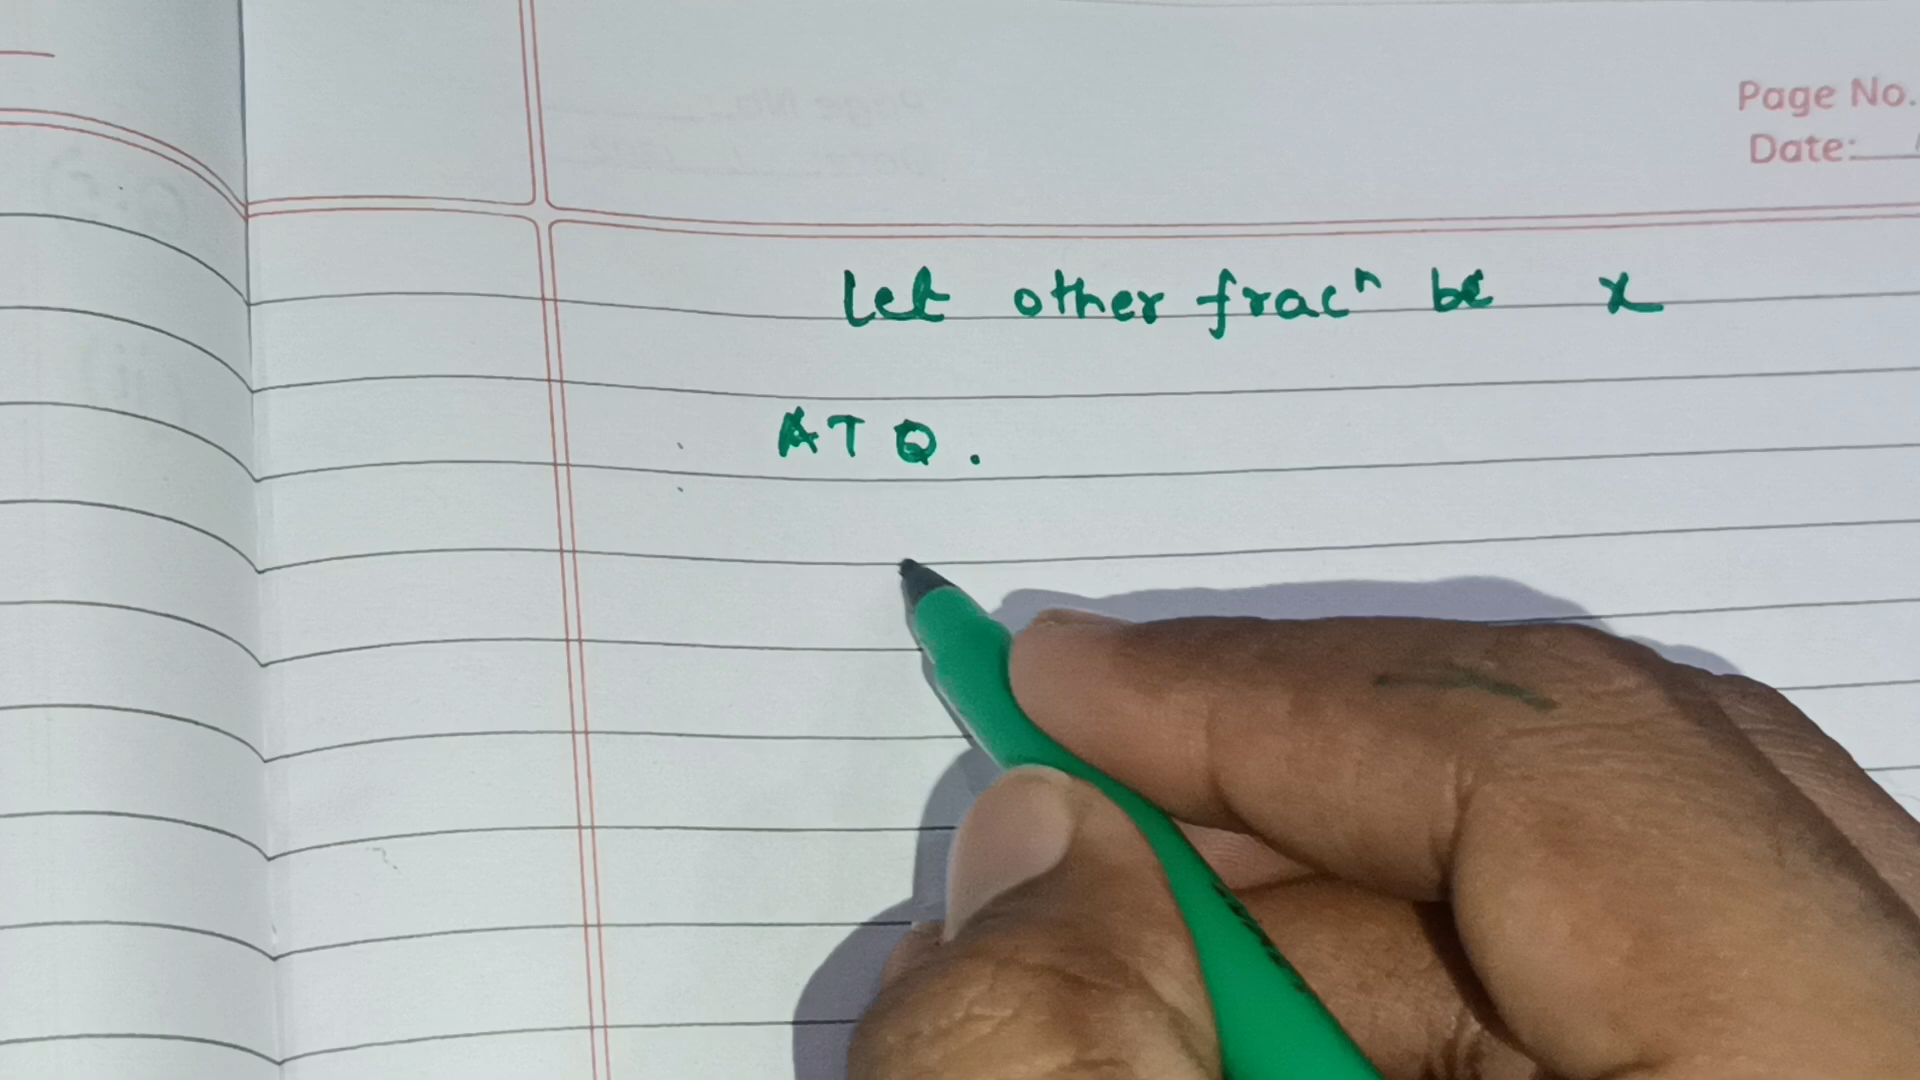 Page No.
Date:
Let other fracⁿ be x
ATQ.